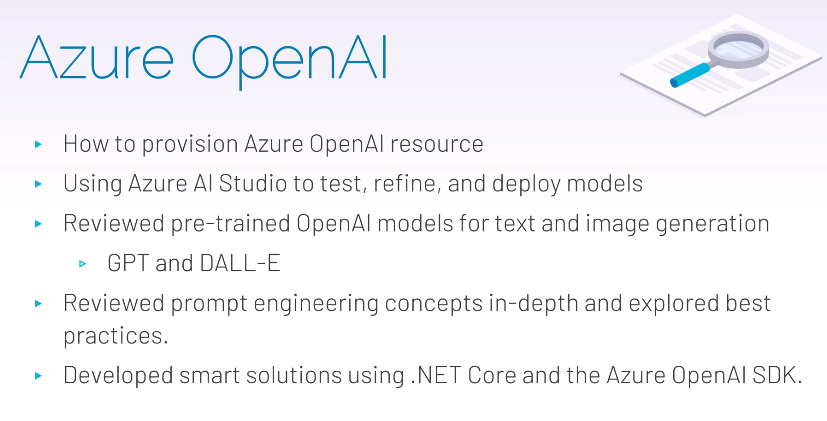 Azure OpenAI
How to provision Azure OpenAI resource
Using Azure AI Studio to test, refine, and deploy models
Reviewed pre-trained OpenAI models for text and image generation
GPT and DALL-E
Reviewed prompt engineering concepts in-depth and explored best
practices.
Developed smart solutions using .NET Core and the Azure OpenAI SDK.